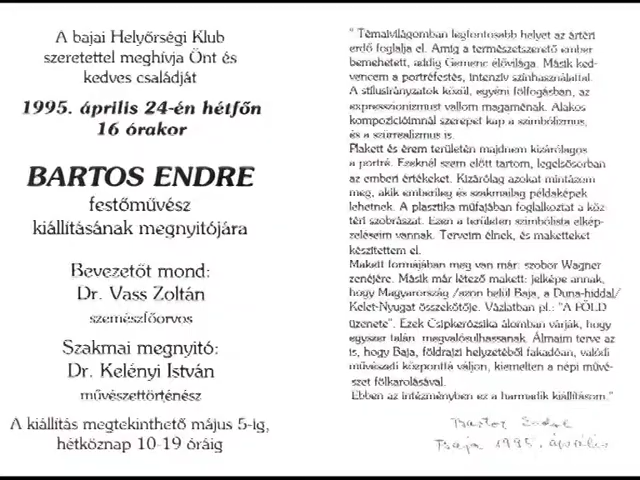 A bajai Helyőrségi Klub
szeretettel meghívja Önt és
kedves családját
1995. április 24-én hétfőn
16 órakor
BARTOS ENDRE
festőművész
kiállításának megnyitójára
Bevezetőt mond:
Dr. Vass Zoltán
szemészfőorvos
Szakmai megnyitó:
Dr. Kelényi István
művészettörténész
A kiállítás megtekinthető május 5-ig,
hétköznap 10-19 óráig
" Témaivilágomban legfontosabb helyet az ártéri
erdő foglalja el. Amíg a természetszerető ember
bemehetett, addig Gemenc élővilága. Másik ked-
vencem a portréfestés, intenzív színhasználattal.
A stílusirányzatok közül, egyéni fölfogásban, az
expressionizmust vallom magaménak. Alakos
kompozícióimnál szerepet kap a szimbólizmus,
és a szürrealizmus is.
Plakett és érem területén majdnem kizárólagos
a portré. Ezeknél szem előtt tartom, legelsősorban
az emberi értékeket. Kizárólag azokat mintázom
meg, akik emberileg és szakmailag példaképek
lehetnek. A plasztika műfajában foglalkoztat a köz-
téri szobrászat. Ezen a területen szimbólista elkép-
zeléseim vannak. Terveim élnek, és maketteket
készítettem el.
Makett formájában meg van már: szobor Wagner
zenéjére. Másik már létező makett: jelképe annak,
hogy Magyarország /azon belül Baja, a Duna-híddal/
Kelet-Nyugat összekötője. Vázlatban pl.: "A FÖLD
üzenete". Ezek Csipkerózsika álomban várják, hogy
egyszer talán megvalósulhassanak. Álmaim terve az
is, hogy Baja, földrajzi helyzetéből fakadóan, valódi
művészeti központtá váljon, kiemelten a népi művé-
szet fölkarolásával.
Ebben az intézményben ez a harmadik kiállításom."
Bartos Endre
Baja 1995. április